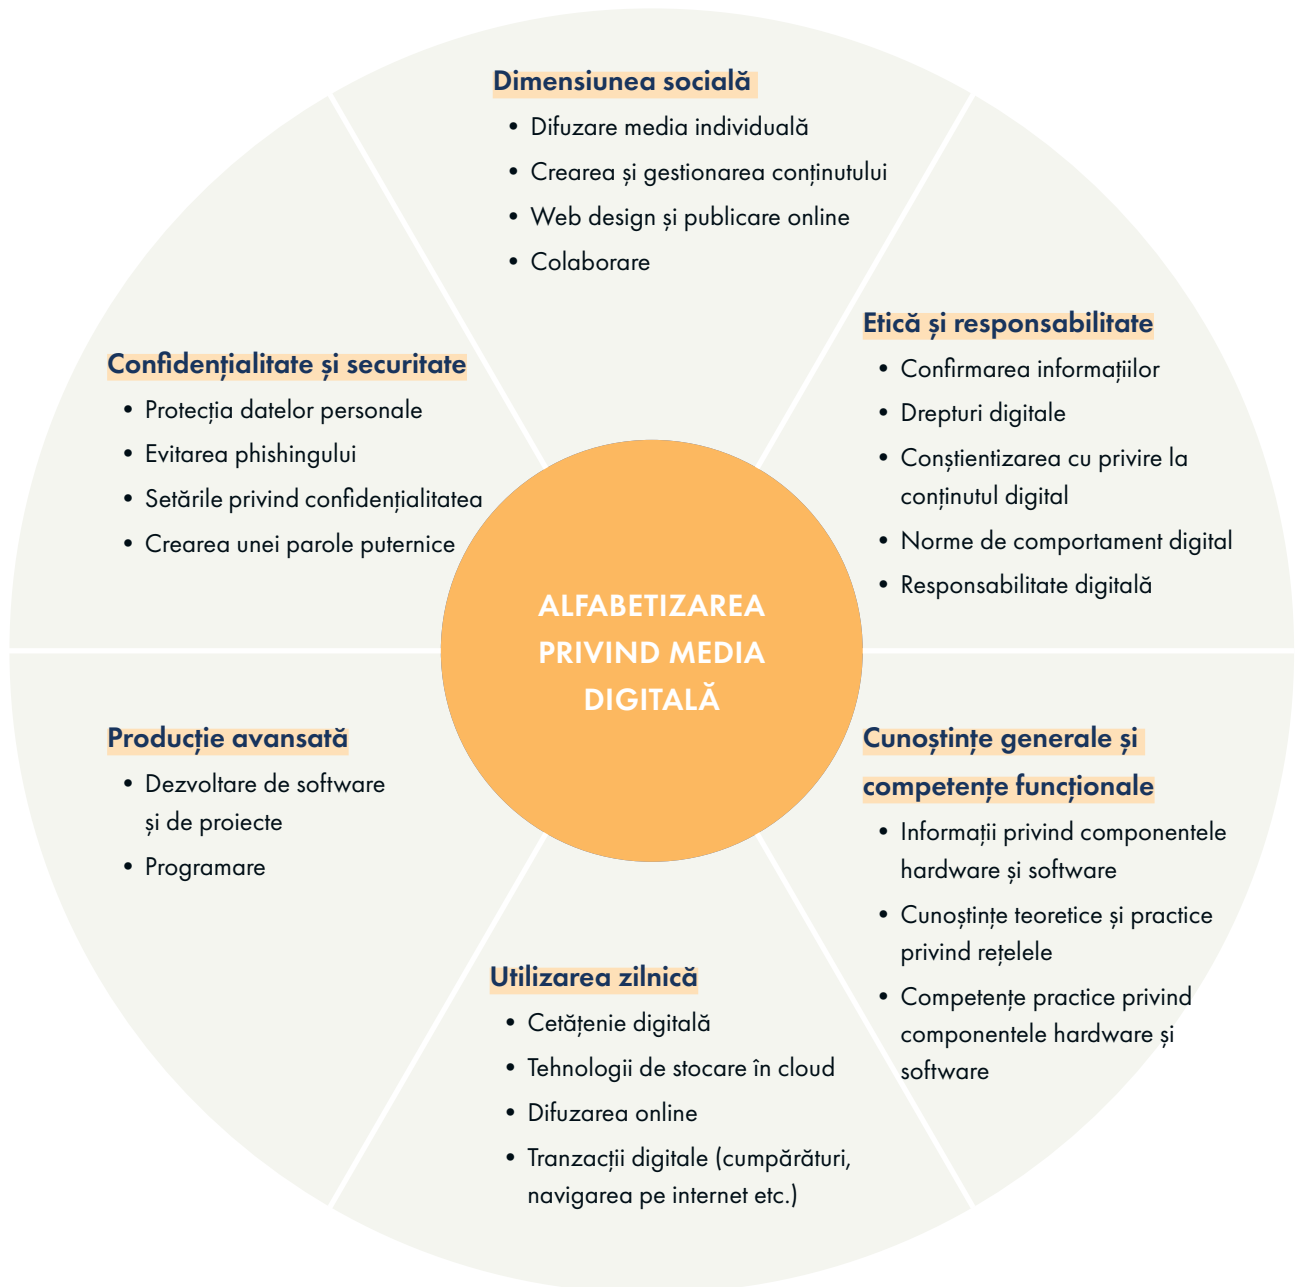 Dimensiunea socială
• Difuzare media individuală
• Crearea și gestionarea conținutului
• Web design și publicare online
• Colaborare
Etică și responsabilitate
• Confirmarea informațiilor
• Drepturi digitale
• Conștientizarea cu privire la
conținutul digital
• Norme de comportament digital
• Responsabilitate digitală
Confidențialitate și securitate
• Protecția datelor personale
• Evitarea phishingului
• Setările privind confidențialitatea
• Crearea unei parole puternice
ALFABETIZAREA
PRIVIND MEDIA
DIGITALĂ
Producție avansată
• Dezvoltare de software
și de proiecte
• Programare
Cunoștințe generale și
competențe funcționale
• Informații privind componentele
hardware și software
• Cunoștințe teoretice și practice
privind rețelele
• Competențe practice privind
componentele hardware și
software
Utilizarea zilnică
• Cetățenie digitală
• Tehnologii de stocare în cloud
• Difuzarea online
• Tranzacții digitale (cumpărături,
navigarea pe internet etc.)